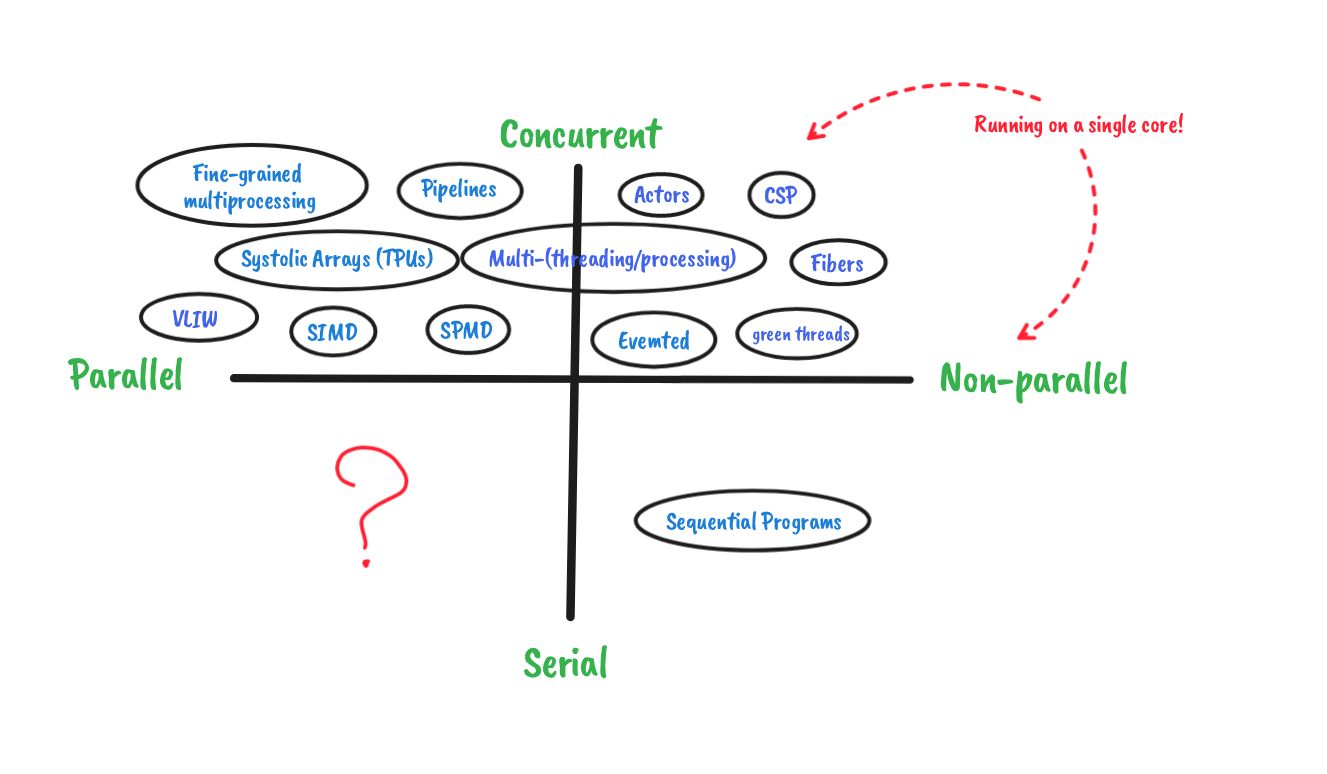 Concurrent
Running on a single core!
Fine-grained
multiprocessing
Pipelines
Actors
CSP
Systolic Arrays (TPUs)
Multi-(threading/processing)
Fibers
VLIW
SIMD
SPMD
Evemted
green threads
Parallel
Non-parallel
?
Sequential Programs
Serial